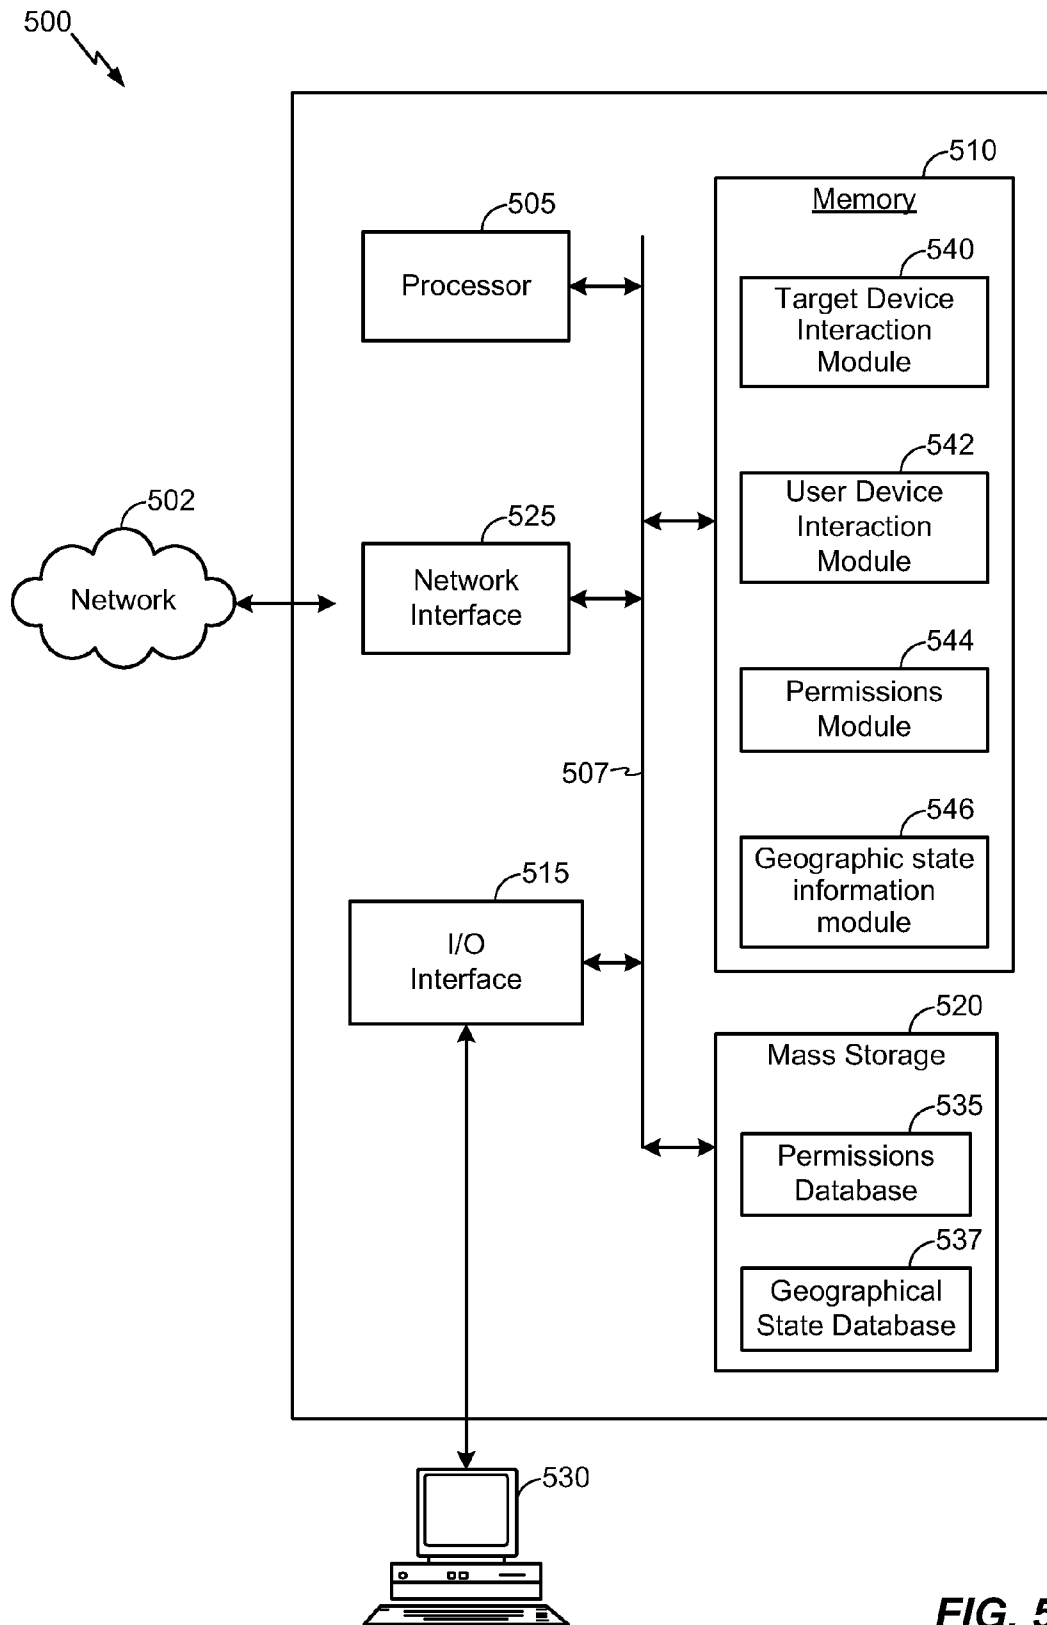 500
510
Memory
505
Processor
540
Target Device
Interaction
Module
542
User Device
Interaction
Module
502
Network
525
Network
Interface
544
Permissions
Module
507
546
Geographic state
information
module
515
I/O
Interface
520
Mass Storage
535
Permissions
Database
537
Geographical
State Database
530
FIG. 5